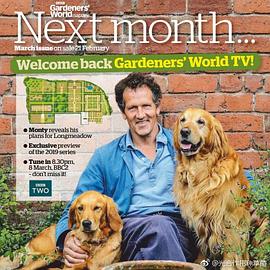 BBC
Gardeners'
World MAGAZINE
Next month...
March issue on sale 21 February
Welcome back Gardeners' World TV!
Monty reveals his
plans for Longmeadow
Exclusive preview
of the 2019 series
Tune in 8.30pm,
8 March, BBC2
- don't miss it!
BBC
TWO